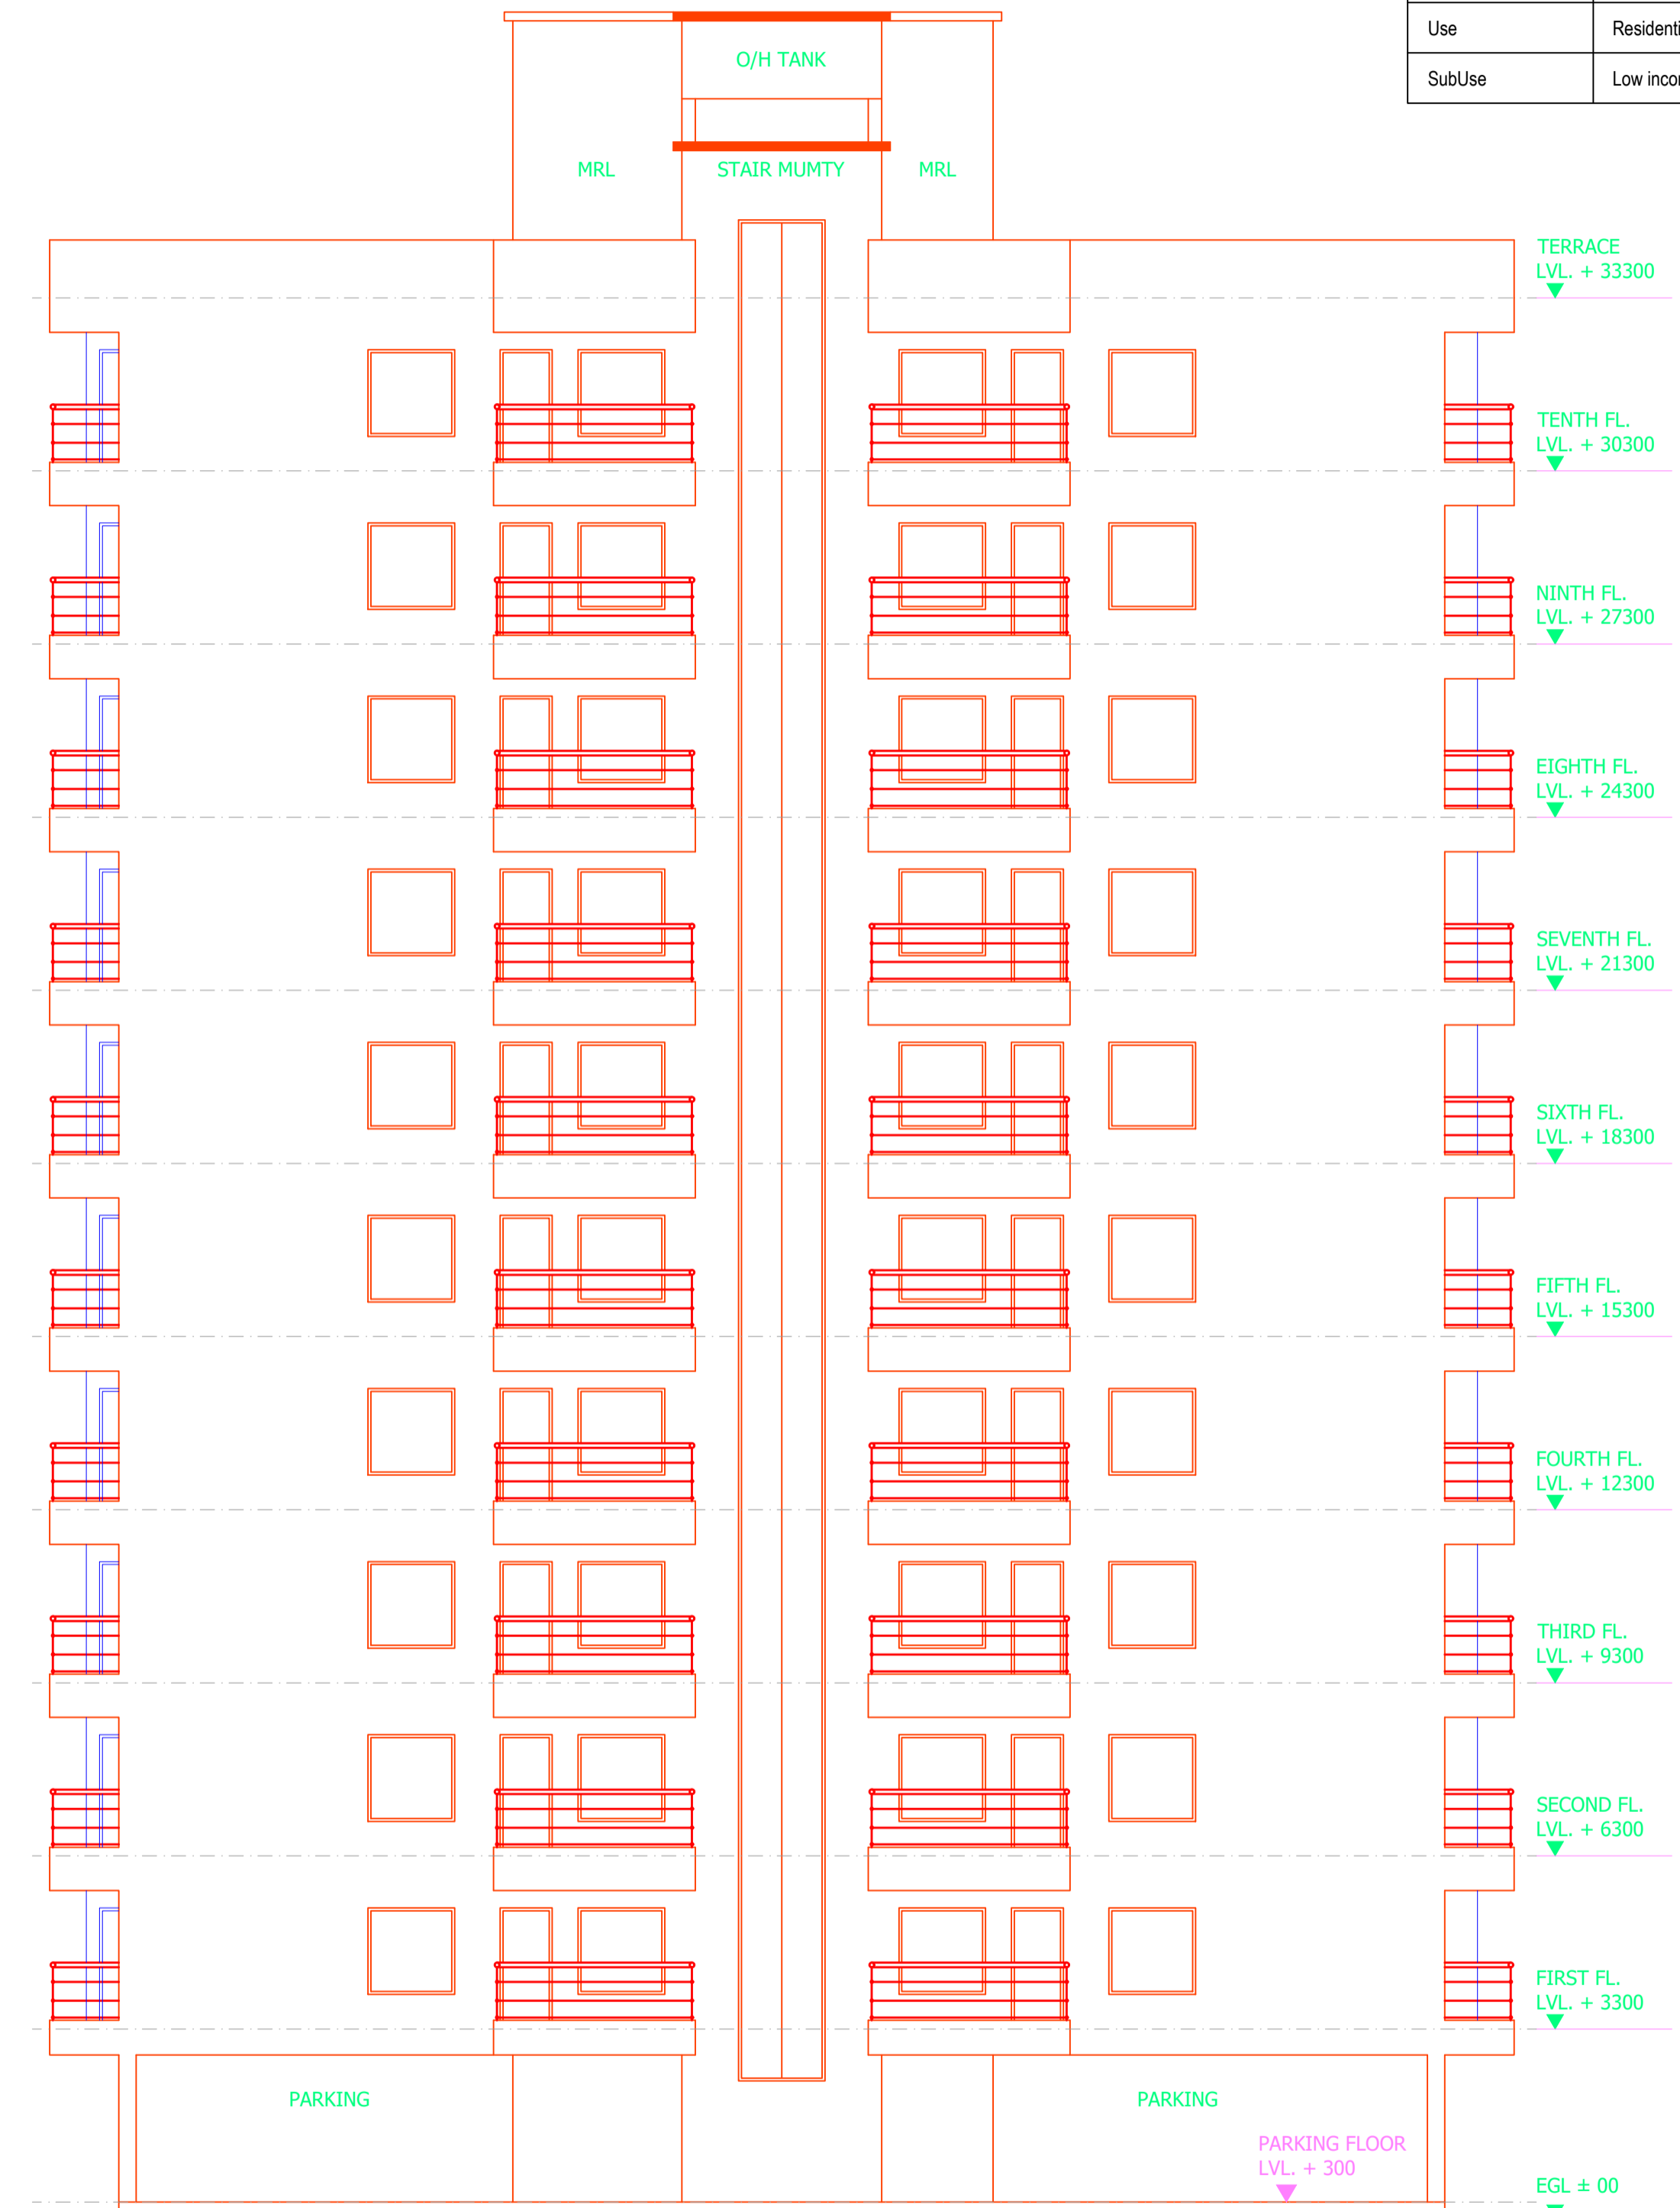 Use Residenti
SubUse Low incor
O/H TANK
MRL STAIR MUMTY MRL
TERRACE
LVL. + 33300
TENTH FL.
LVL. + 30300
NINTH FL.
LVL. + 27300
EIGHTH FL.
LVL. + 24300
SEVENTH FL.
LVL. + 21300
SIXTH FL.
LVL. + 18300
FIFTH FL.
LVL. + 15300
FOURTH FL.
LVL. + 12300
THIRD FL.
LVL. + 9300
SECOND FL.
LVL. + 6300
FIRST FL.
LVL. + 3300
PARKING PARKING
PARKING FLOOR
LVL. + 300
EGL ± 00